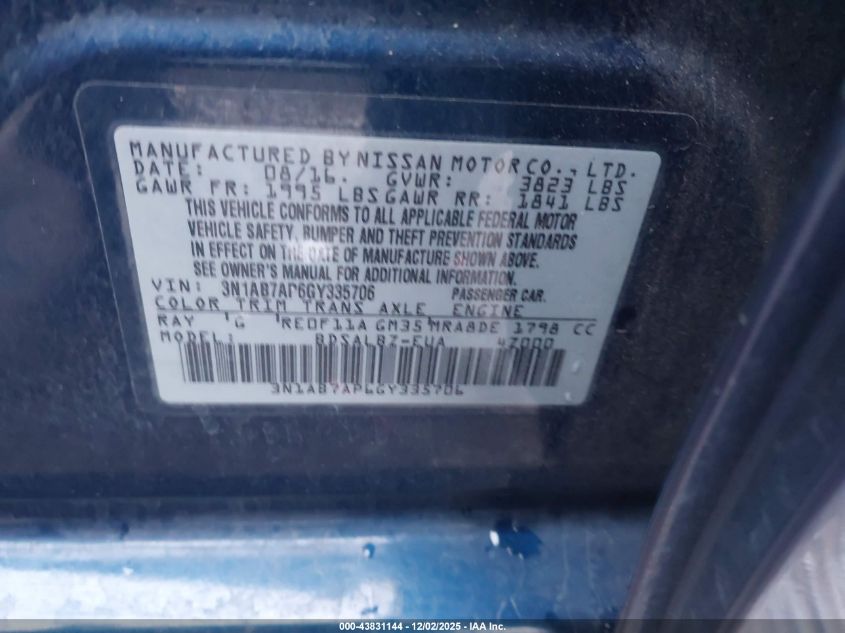 MANUFACTURED BY NISSAN MOTOR CO., LTD.
DATE: 08/16. GVWR: 3823 LBS
GAWR FR: 1995 LBS GAWR RR: 1841 LBS
THIS VEHICLE CONFORMS TO ALL APPLICABLE FEDERAL MOTOR
VEHICLE SAFETY, BUMPER AND THEFT PREVENTION STANDARDS
IN EFFECT ON THE DATE OF MANUFACTURE SHOWN ABOVE.
SEE OWNER'S MANUAL FOR ADDITIONAL INFORMATION.
VIN: 3N1AB7AP6GY335706 PASSENGER CAR.
COLOR TRIM TRANS AXLE ENGINE
RAY G RE0F11A GM35 MRA8DE 1798 CC
MODEL: BDSALBZ-EUA 4Z000
3N1AB7AP6GY335706
000-43831144 - 12/02/2025 - IAA Inc.